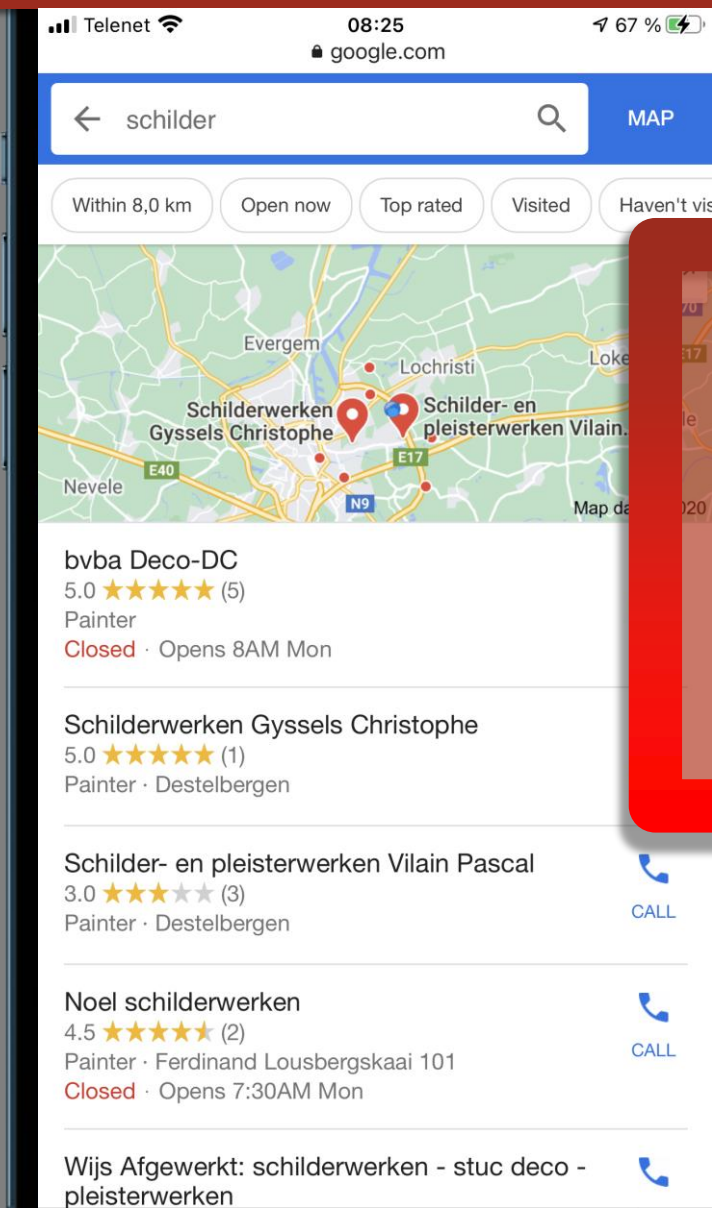 Telenet 08:25 67 %
google.com
schilder MAP
Within 8,0 km Open now Top rated Visited Haven't
Evergem
Lochristi
Schilderwerken
Gyssels Christophe
Schilder- en
pleisterwerken Vilain.
E17
E17
E40
Nevele
N9
Map
bvba Deco-DC
5.0 (5)
Painter
Closed · Opens 8AM Mon
Schilderwerken Gyssels Christophe
5.0 (1)
Painter · Destelbergen
Schilder- en pleisterwerken Vilain Pascal
3.0 (3)
Painter · Destelbergen
CALL
Noel schilderwerken
4.5 (2)
Painter · Ferdinand Lousbergskaai 101
Closed · Opens 7:30AM Mon
CALL
Wijs Afgewerkt: schilderwerken - stuc deco -
pleisterwerken